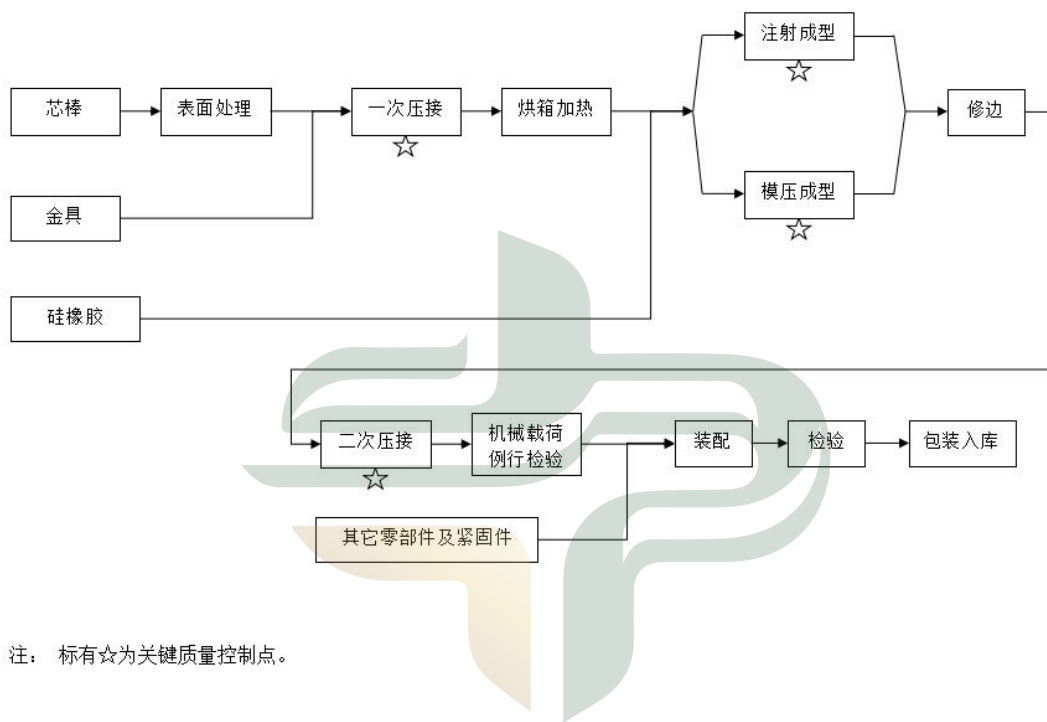 注射成型
☆
芯棒
表面处理
一次压接
☆
烘箱加热
修边
模压成型
☆
金具
硅橡胶
二次压接
☆
机械载荷
例行检验
装配
检验
包装入库
其它零部件及紧固件
注： 标有☆为关键质量控制点。